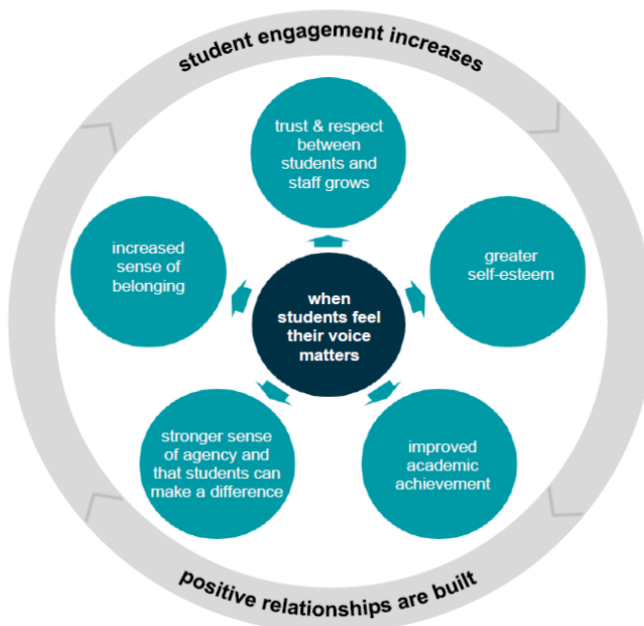 student engagement increases
trust & respect
between
students and
staff grows
increased
sense of
belonging
greater
self-esteem
when
students feel
their voice
matters
stronger sense
of agency and
that students can
make a difference
improved
academic
achievement
positive relationships are built